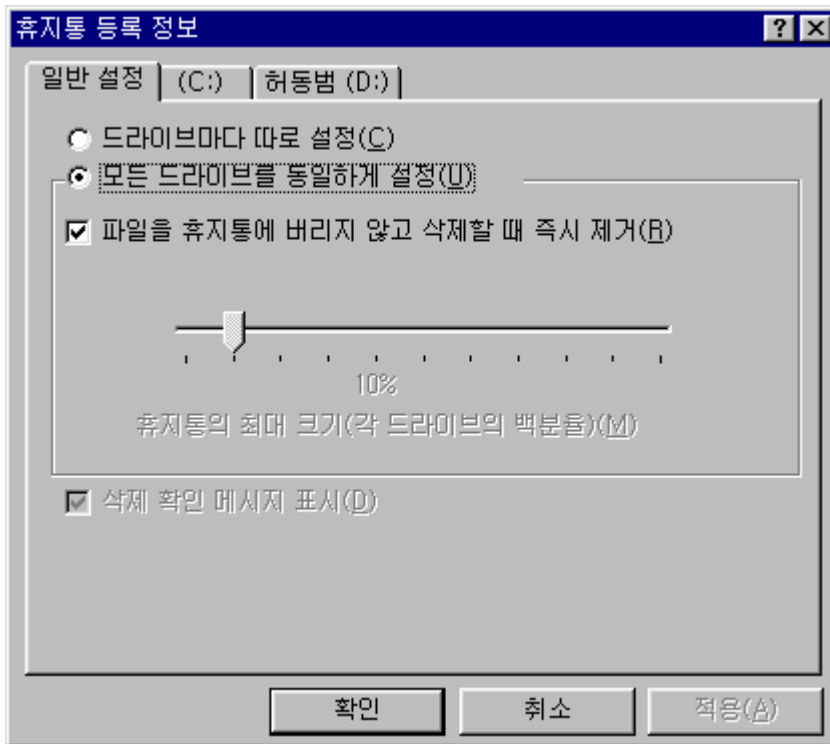 휴지통 등록 정보
일반 설정 (C:) 허동범 (D:)
드라이브마다 따로 설정(C)
모든 드라이브를 동일하게 설정(U)
파일을 휴지통에 버리지 않고 삭제할 때 즉시 제거(R)
10%
휴지통의 최대 크기(각 드라이브의 백분율)(M)
삭제 확인 메시지 표시(D)
확인 취소 적용(A)